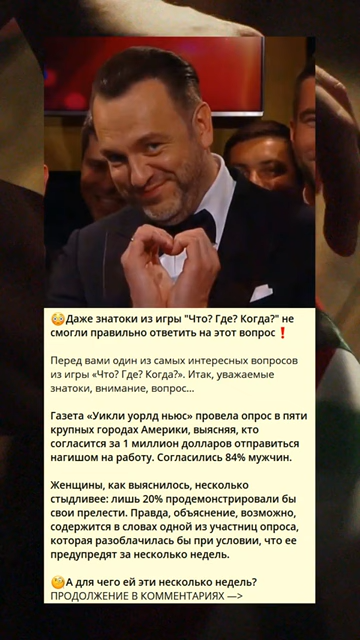 😳Даже знатоки из игры "Что? Где? Когда?" не
смогли правильно ответить на этот вопрос❗
Перед вами один из самых интересных вопросов
из игры «Что? Где? Когда?». Итак, уважаемые
знатоки, внимание, вопрос...
Газета «Уикли уорлд ньюс» провела опрос в пяти
крупных городах Америки, выясняя, кто
согласится за 1 миллион долларов отправиться
нагишом на работу. Согласились 84% мужчин.
Женщины, как выяснилось, несколько
стыдливее: лишь 20% продемонстрировали бы
свои прелести. Правда, объяснение, возможно,
содержится в словах одной из участниц опроса,
которая разоблачилась бы при условии, что ее
предупредят за несколько недель.
🧐А для чего ей эти несколько недель?
ПРОДОЛЖЕНИЕ В КОММЕНТАРИЯХ —>